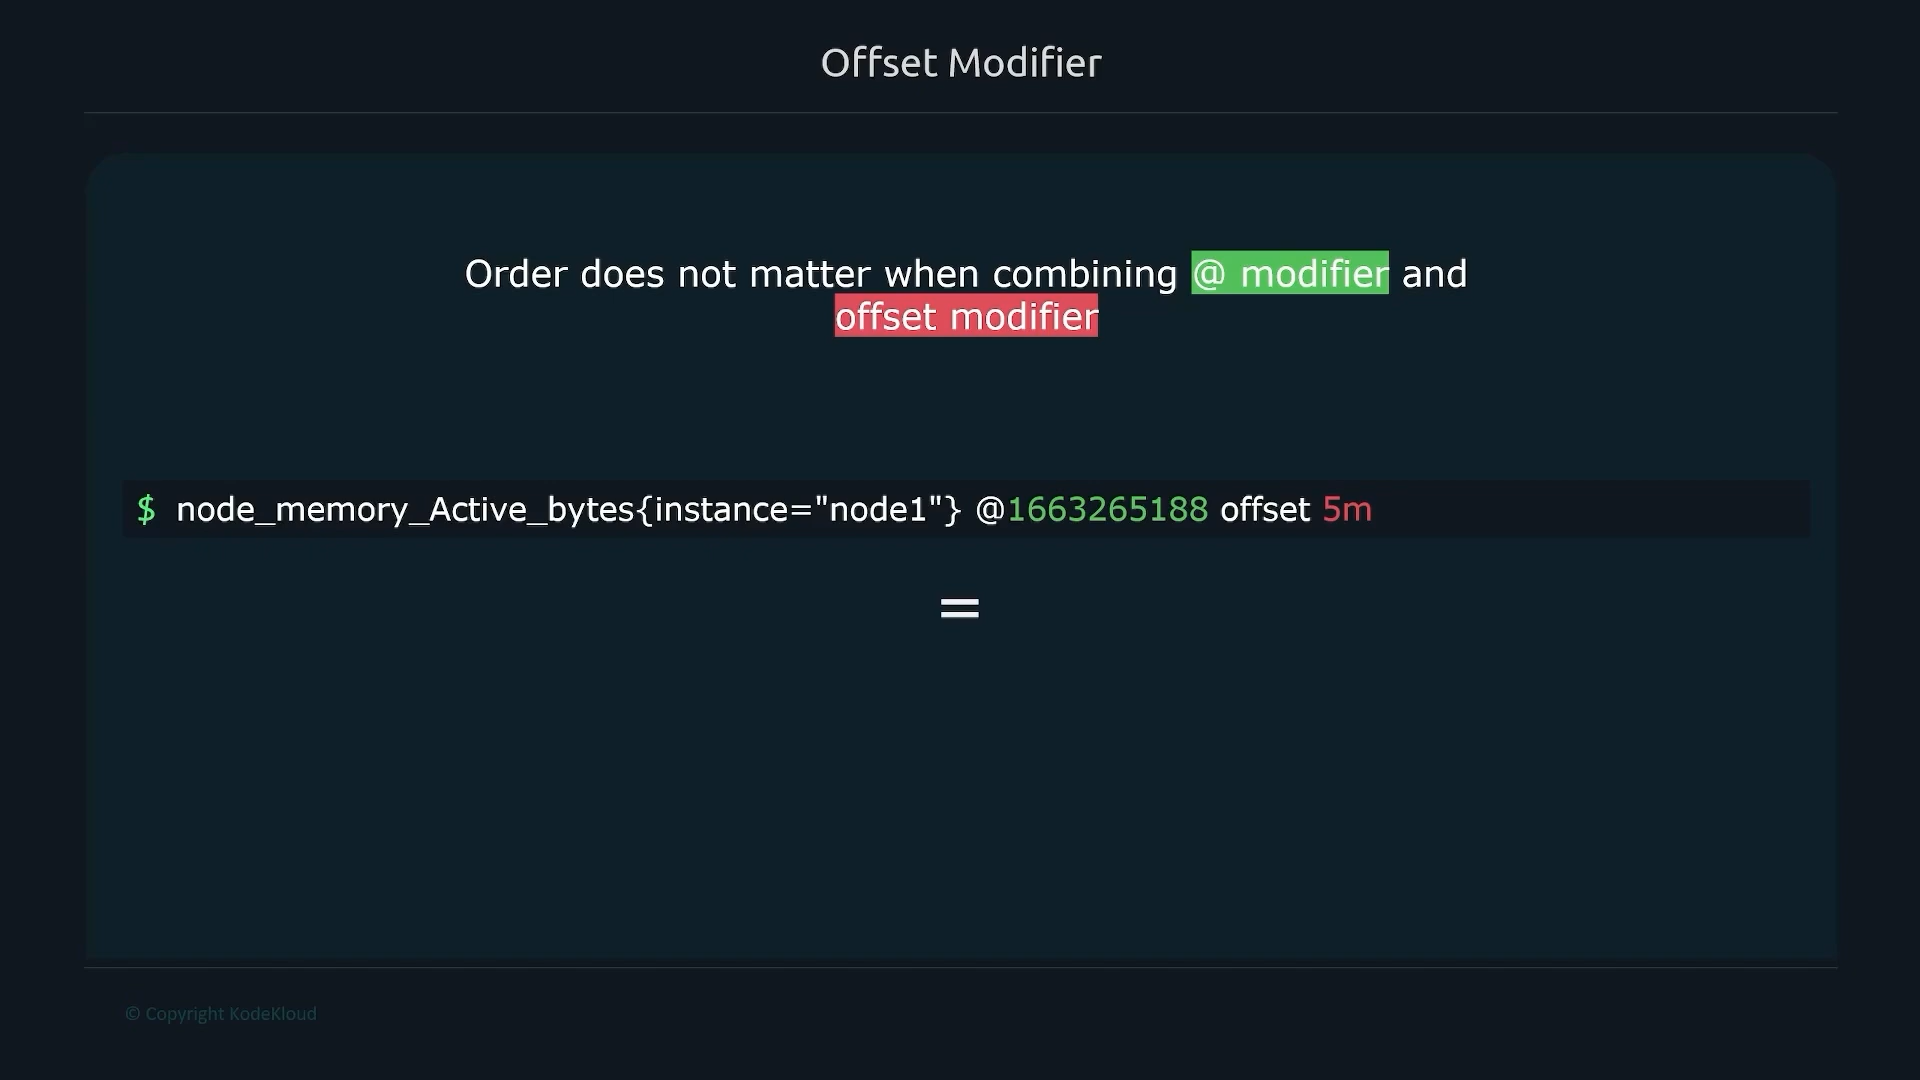 Offset Modifier
Order does not matter when combining @ modifier and
offset modifier
$ node_memory_Active_bytes{instance="node1"} @1663265188 offset 5m
=
© Copyright KodeKloud